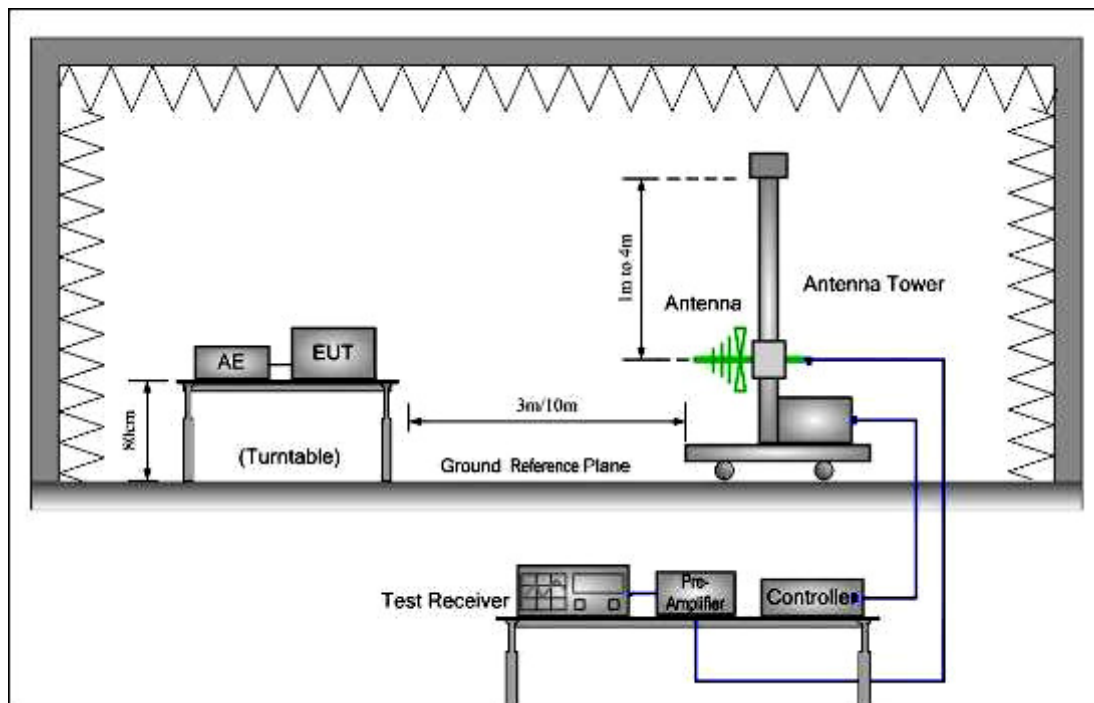 1m to 4m
Antenna
Antenna Tower
AE
EUT
80cm
3m/10m
(Turntable)
Ground Reference Plane
Test Receiver
Pre-
Amplifier
Controller